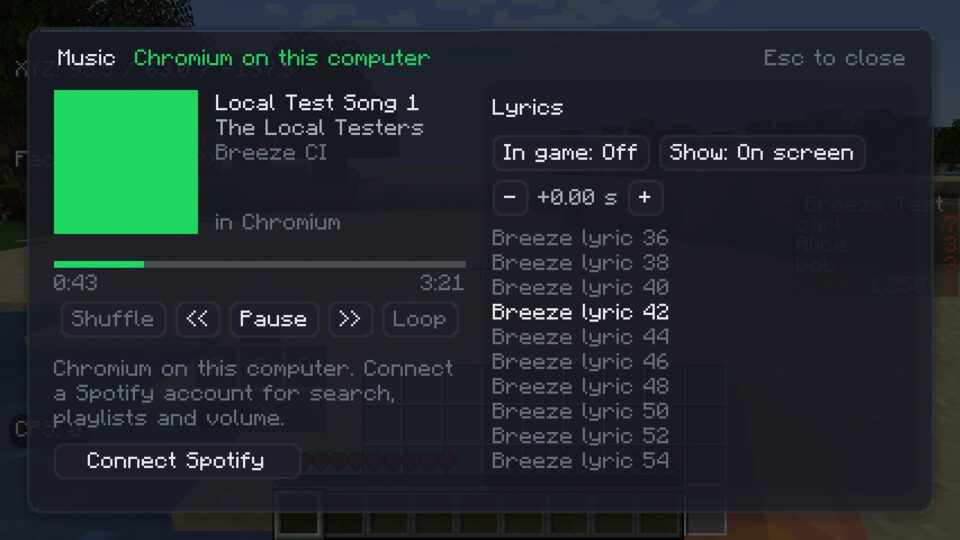 Music Chromium on this computer
Esc to close
Local Test Song 1
The Local Testers
Breeze CI
in Chromium
0:43
3:21
Shuffle
<<
Pause
>>
Loop
Chromium on this computer. Connect
a Spotify account for search,
playlists and volume.
Connect Spotify
Lyrics
In game: Off
Show: On screen
- +0.00 s +
Breeze lyric 36
Breeze lyric 38
Breeze lyric 40
Breeze lyric 42
Breeze lyric 44
Breeze lyric 46
Breeze lyric 48
Breeze lyric 50
Breeze lyric 52
Breeze lyric 54
Breeze Test
carl
Alice
bob
1,250